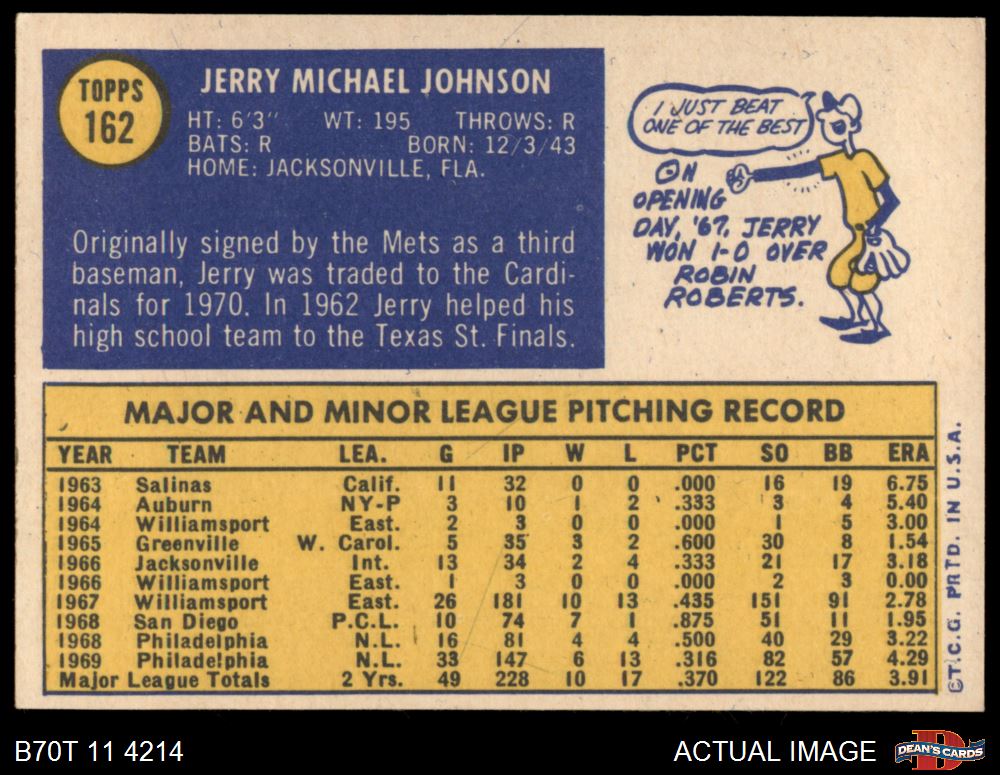 TOPPS
162
JERRY MICHAEL JOHNSON
HT: 6'3" WT: 195 THROWS: R
BATS: R BORN: 12/3/43
HOME: JACKSONVILLE, FLA.
Originally signed by the Mets as a third
baseman, Jerry was traded to the Cardi-
nals for 1970. In 1962 Jerry helped his
high school team to the Texas St. Finals.
I JUST BEAT
ONE OF THE BEST
ON
OPENING
DAY, '67, JERRY
WON 1-0 OVER
ROBIN
ROBERTS.
MAJOR AND MINOR LEAGUE PITCHING RECORD
YEAR TEAM LEA. G IP W L PCT SO BB ERA
1963 Salinas Calif. 11 32 0 0 .000 16 19 6.75
1964 Auburn NY-P 3 10 1 2 .333 3 4 5.40
1964 Williamsport East. 2 3 0 0 .000 1 5 3.00
1965 Greenville W. Carol. 5 35 3 2 .600 30 8 1.54
1966 Jacksonville Int. 13 34 2 4 .333 21 17 3.18
1966 Williamsport East. 1 3 0 0 .000 2 3 0.00
1967 Williamsport East. 26 181 10 13 .435 151 91 2.78
1968 San Diego P.C.L. 10 74 7 1 .875 51 11 1.95
1968 Philadelphia N.L. 16 81 4 4 .500 40 29 3.22
1969 Philadelphia N.L. 33 147 6 13 .316 82 57 4.29
Major League Totals 2 Yrs. 49 228 10 17 .370 122 86 3.91
©T.C.G. PRTD. IN U.S.A.
B70T 11 4214
ACTUAL IMAGE
DEAN'S CARDS